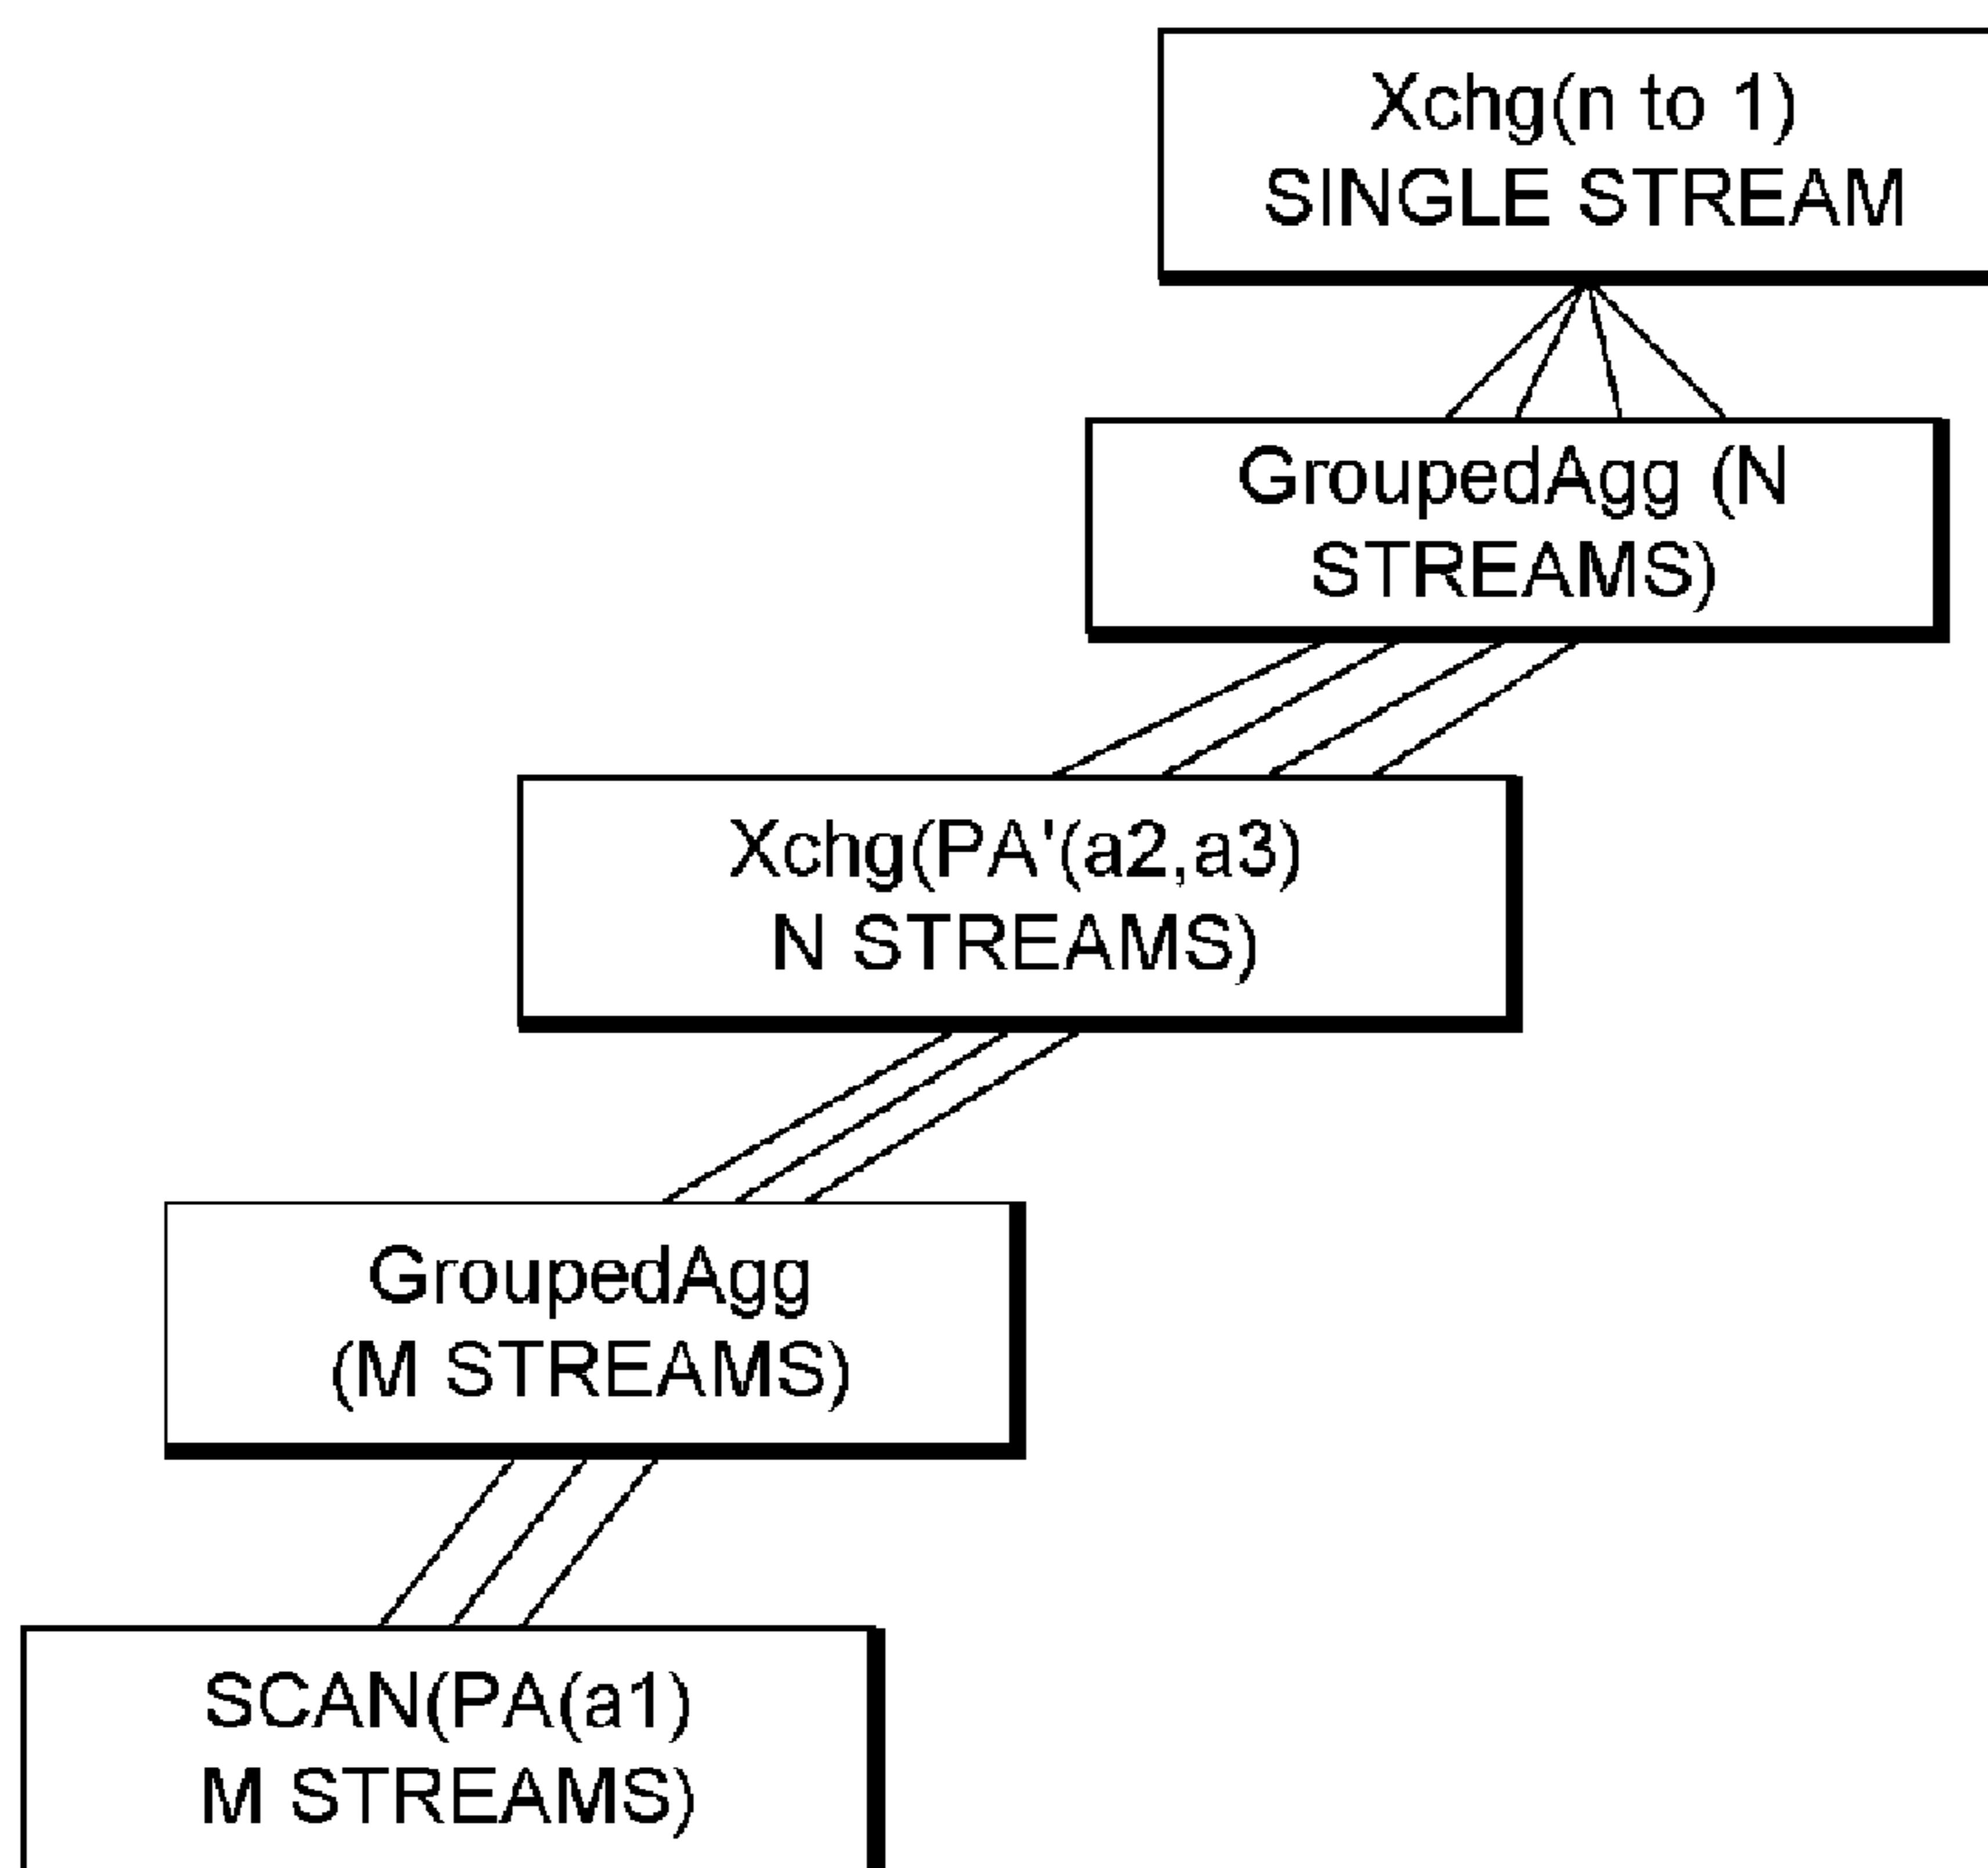 Xchg(n to 1)
SINGLE STREAM
GroupedAgg (N
STREAMS)
Xchg(PA'(a2,a3)
N STREAMS)
GroupedAgg
(M STREAMS)
SCAN(PA(a1)
M STREAMS)